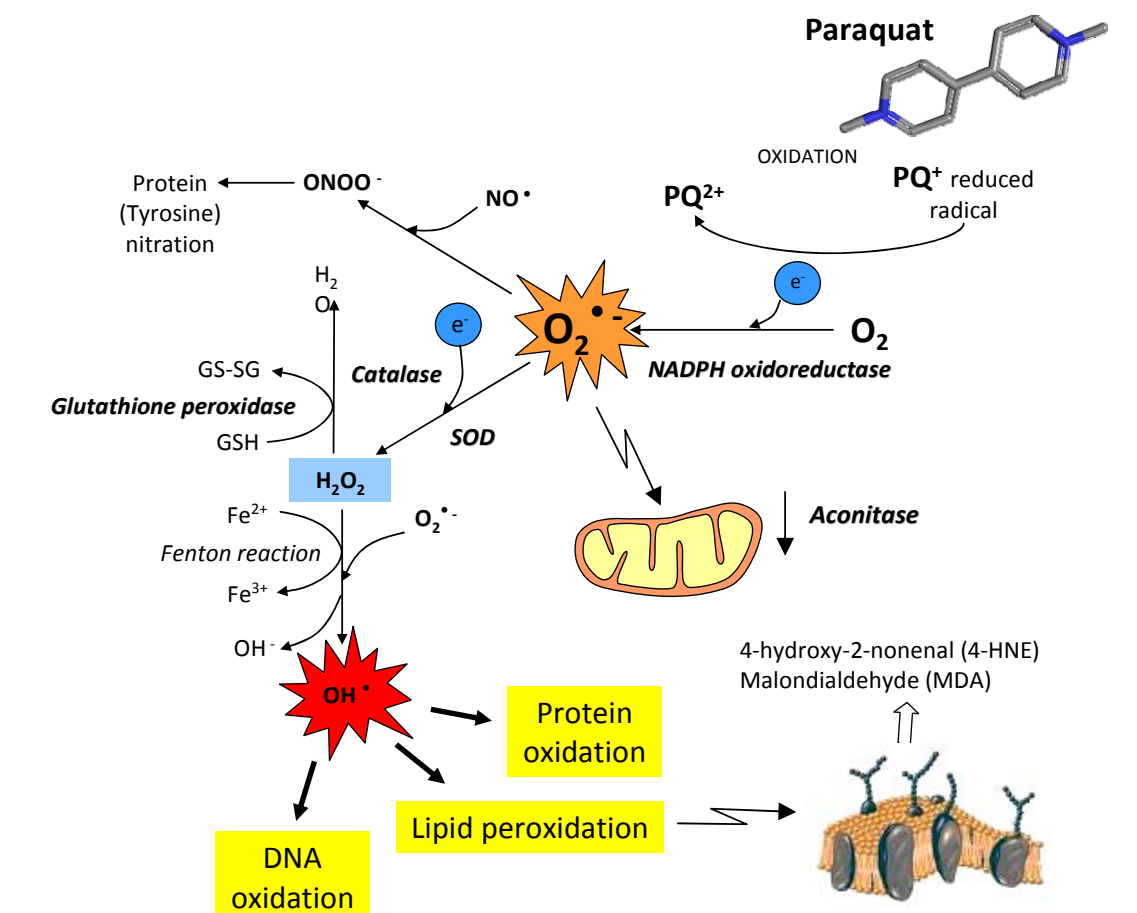 Paraquat
OXIDATION
PQ²⁺
PQ⁺ reduced
radical
Protein
(Tyrosine)
nitration
ONOO⁻
NO•
H₂
O
e⁻
e⁻
O₂•⁻
O₂
NADPH oxidoreductase
GS-SG
Catalase
Glutathione peroxidase
GSH
SOD
H₂O₂
Fe²⁺
O₂•⁻
Fenton reaction
Fe³⁺
OH⁻
Aconitase
OH•
4-hydroxy-2-nonenal (4-HNE)
Malondialdehyde (MDA)
Protein
oxidation
Lipid peroxidation
DNA
oxidation